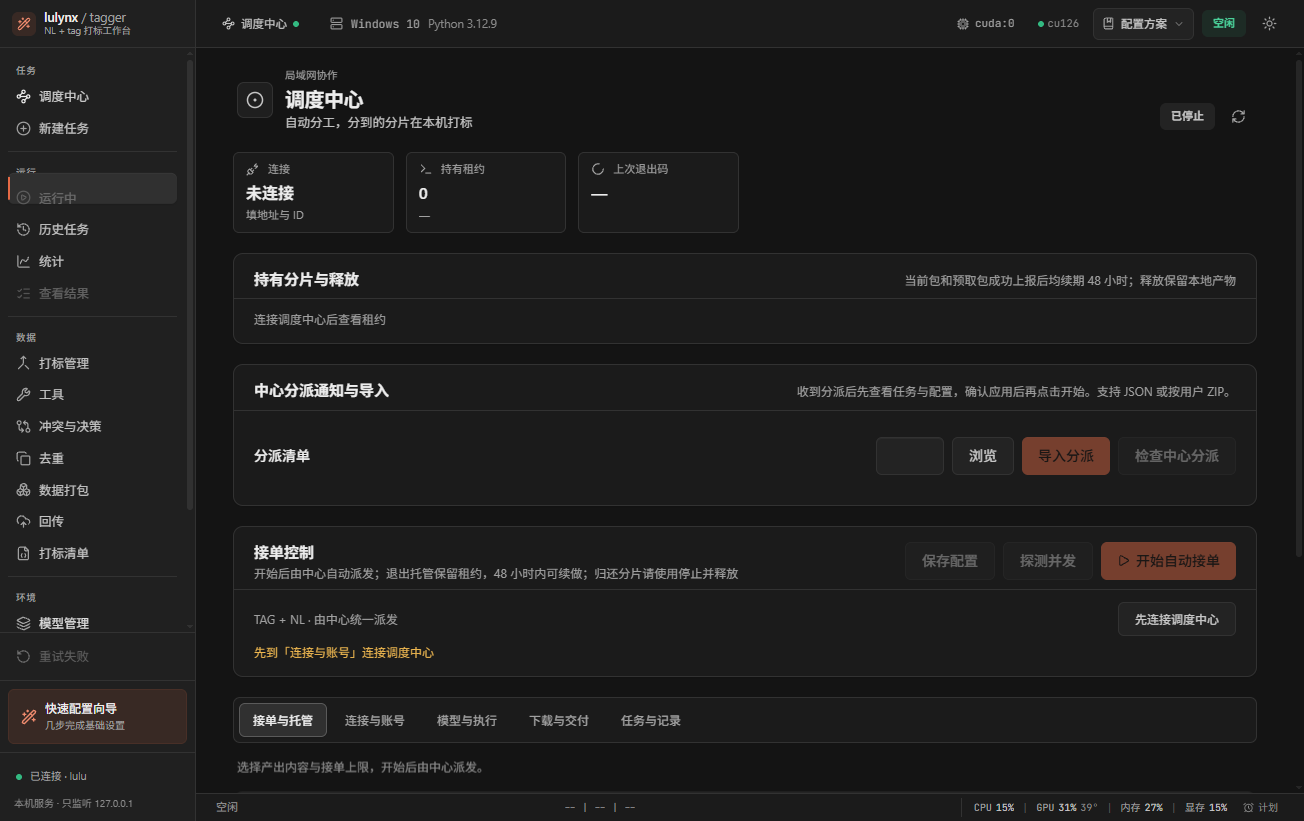 lulynx / tagger
NL + tag 打标工作台
调度中心
Windows 10 Python 3.12.9
cuda:0
cu126
配置方案
空闲
任务
调度中心
新建任务
运行
运行中
历史任务
统计
查看结果
数据
打标管理
工具
冲突与决策
去重
数据打包
回传
打标清单
环境
模型管理
重试失败
快速配置向导
几步完成基础设置
已连接 · lulu
本机服务 · 只监听 127.0.0.1
局域网协作
调度中心
自动分工，分到的分片在本机打标
已停止
连接
未连接
填地址与 ID
持有租约
0
—
上次退出码
—
持有分片与释放
当前包和预取包成功上报后均续期 48 小时；释放保留本地产物
连接调度中心后查看租约
中心分派通知与导入
收到分派后先查看任务与配置，确认应用后再点击开始。支持 JSON 或按用户 ZIP。
分派清单
浏览
导入分派
检查中心分派
接单控制
开始后由中心自动派发；退出托管保留租约，48 小时内可续做；归还分片请使用停止并释放
保存配置
探测并发
开始自动接单
TAG + NL · 由中心统一派发
先连接调度中心
先到「连接与账号」连接调度中心
接单与托管
连接与账号
模型与执行
下载与交付
任务与记录
选择产出内容与接单上限，开始后由中心派发。
空闲
-- | -- | --
CPU 15% | GPU 31% 39° | 内存 27% | 显存 15%
计划